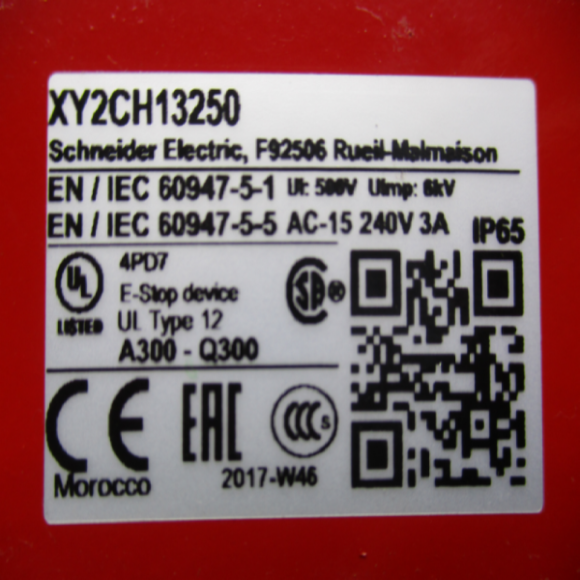 XY2CH13250
Schneider Electric, F92506 Rueil-Malmaison
EN / IEC 60947-5-1 Ui: 500V Uimp: 6kV
EN / IEC 60947-5-5 AC-15 240V 3A IP65
UL
LISTED
4PD7
E-Stop device
UL Type 12
A300 - Q300
SB ®
CE
EAC
CCC S
Morocco
2017-W46